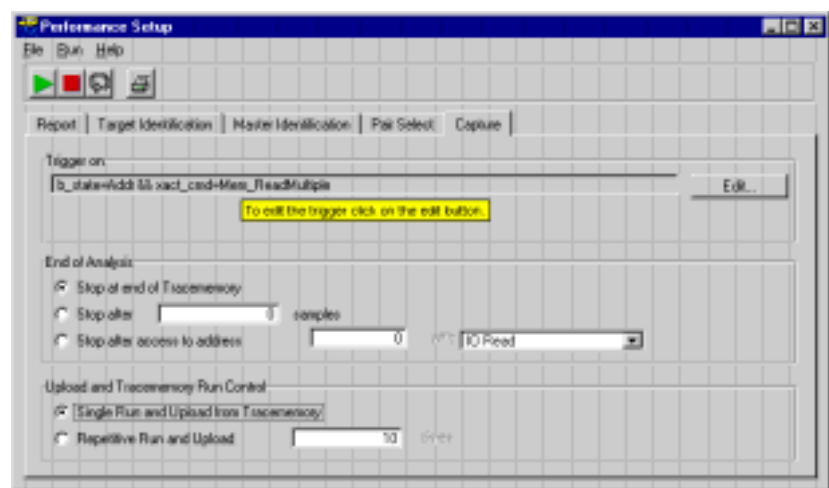 Performance Setup
File Run Help
Report Target Identification Master Identification Pair Select Capture
Trigger on
b_state=Addr && xact_cmd=Mem_ReadMultiple
Edit...
To edit the trigger click on the edit button.
End of Analysis
Stop at end of Tracememory
Stop after 0 samples
Stop after access to address 0 with IO Read
Upload and Tracememory Run Control
Single Run and Upload from Tracememory
Repetitive Run and Upload 10 times